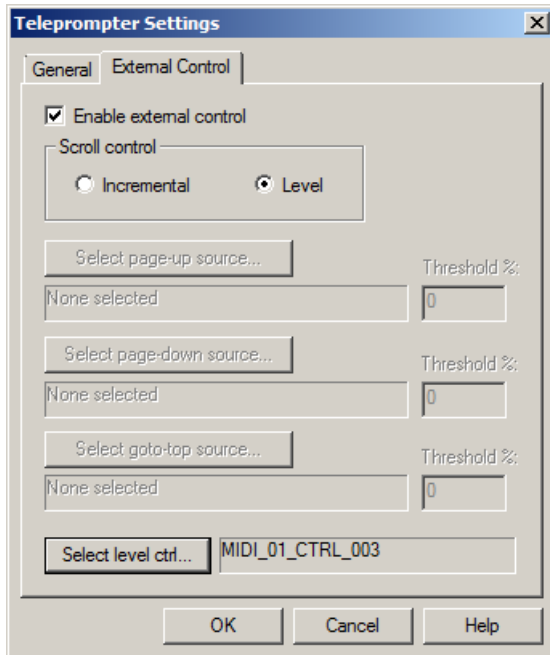 Teleprompter Settings
General
External Control
Enable external control
Scroll control
Incremental
Level
Select page-up source...
Threshold %:
None selected
0
Select page-down source...
Threshold %:
None selected
0
Select goto-top source...
Threshold %:
None selected
0
Select level ctrl...
MIDI_01_CTRL_003
OK
Cancel
Help